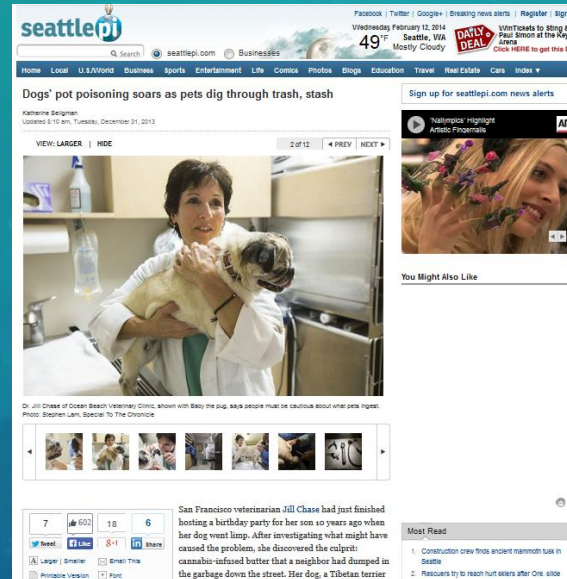 seattlepi
Facebook | Twitter | Google+ | Breaking news alerts | Register | Sign
Wednesday, February 12, 2014
49°F
Seattle, WA
Mostly Cloudy
DAILY DEAL
WinTickets to Sting &
Paul Simon at the Key
Arena
Click HERE to get this D
Search
seattlepi.com
Businesses
Home Local U.S./World Business Sports Entertainment Life Comics Photos Blogs Education Travel Real Estate Cars Index ▼
Dogs' pot poisoning soars as pets dig through trash, stash
Katharine Seligman
Updated 8:10 am, Tuesday, December 31, 2013
VIEW: LARGER | HIDE
2 of 12
◄ PREV NEXT ►
Dr. Jill Chase of Ocean Beach Veterinary Clinic, shown with Baby the pug, says people must be cautious about what pets ingest.
Photo: Stephen Lam, Special To The Chronicle
7 602 18 6
Tweet Like +1 Share
Larger | Smaller
Email This
Printable Version
Font
San Francisco veterinarian Jill Chase had just finished
hosting a birthday party for her son 10 years ago when
her dog went limp. After investigating what might have
caused the problem, she discovered the culprit:
cannabis-infused butter that a neighbor had dumped in
the garbage down the street. Her dog, a Tibetan terrier
Sign up for seattlepi.com news alerts
'Nailympics' Highlight
Artistic Fingernails
You Might Also Like
Most Read
1. Construction crew finds ancient mammoth tusk in
Seattle
2. Rescuers try to reach hurt skiers after Ore. slide